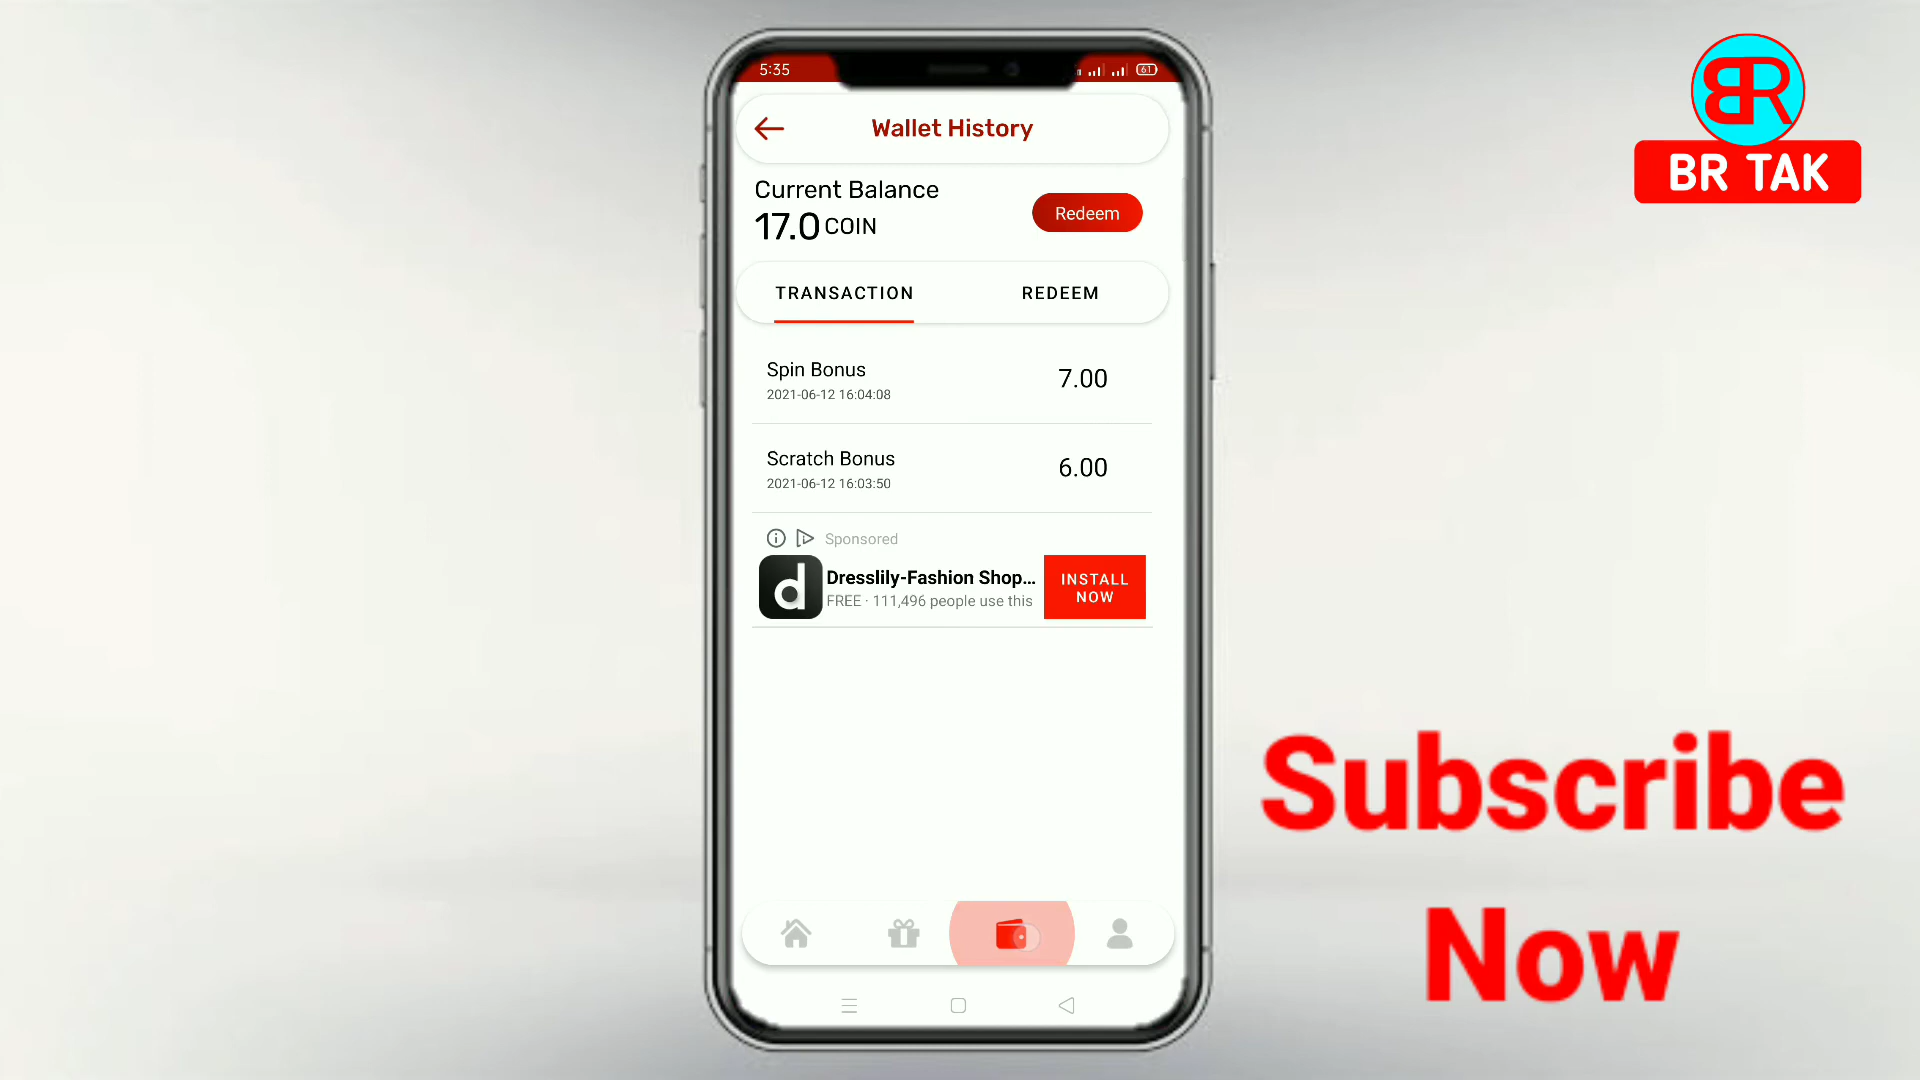 5:35
61
Wallet History
Current Balance
17.0 COIN
Redeem
TRANSACTION
REDEEM
Spin Bonus
2021-06-12 16:04:08
7.00
Scratch Bonus
2021-06-12 16:03:50
6.00
Sponsored
Dresslily-Fashion Shop...
FREE · 111,496 people use this
INSTALL
NOW
BR
BR TAK
Subscribe
Now